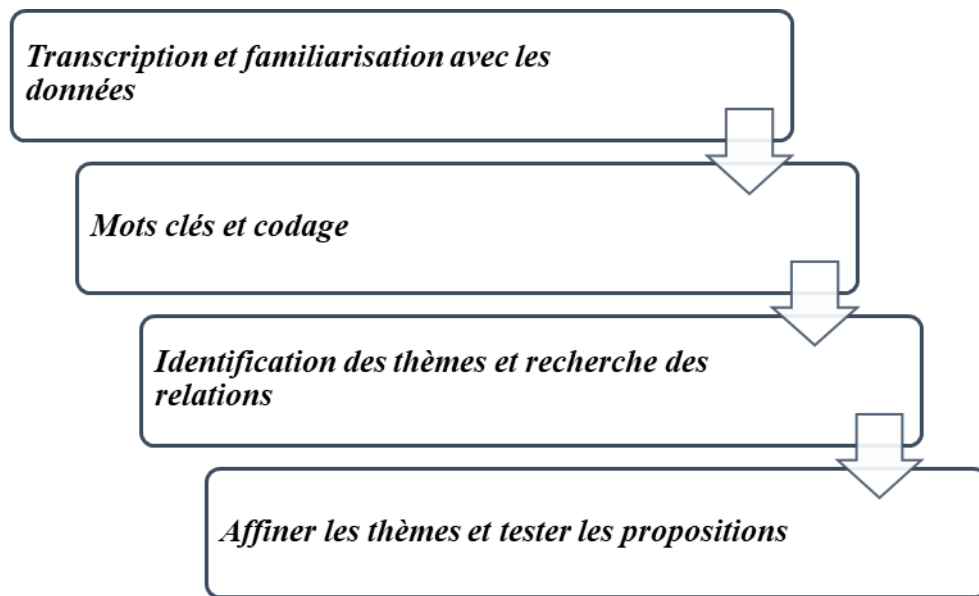 Transcription et familiarisation avec les
données
Mots clés et codage
Identification des thèmes et recherche des
relations
Affiner les thèmes et tester les propositions